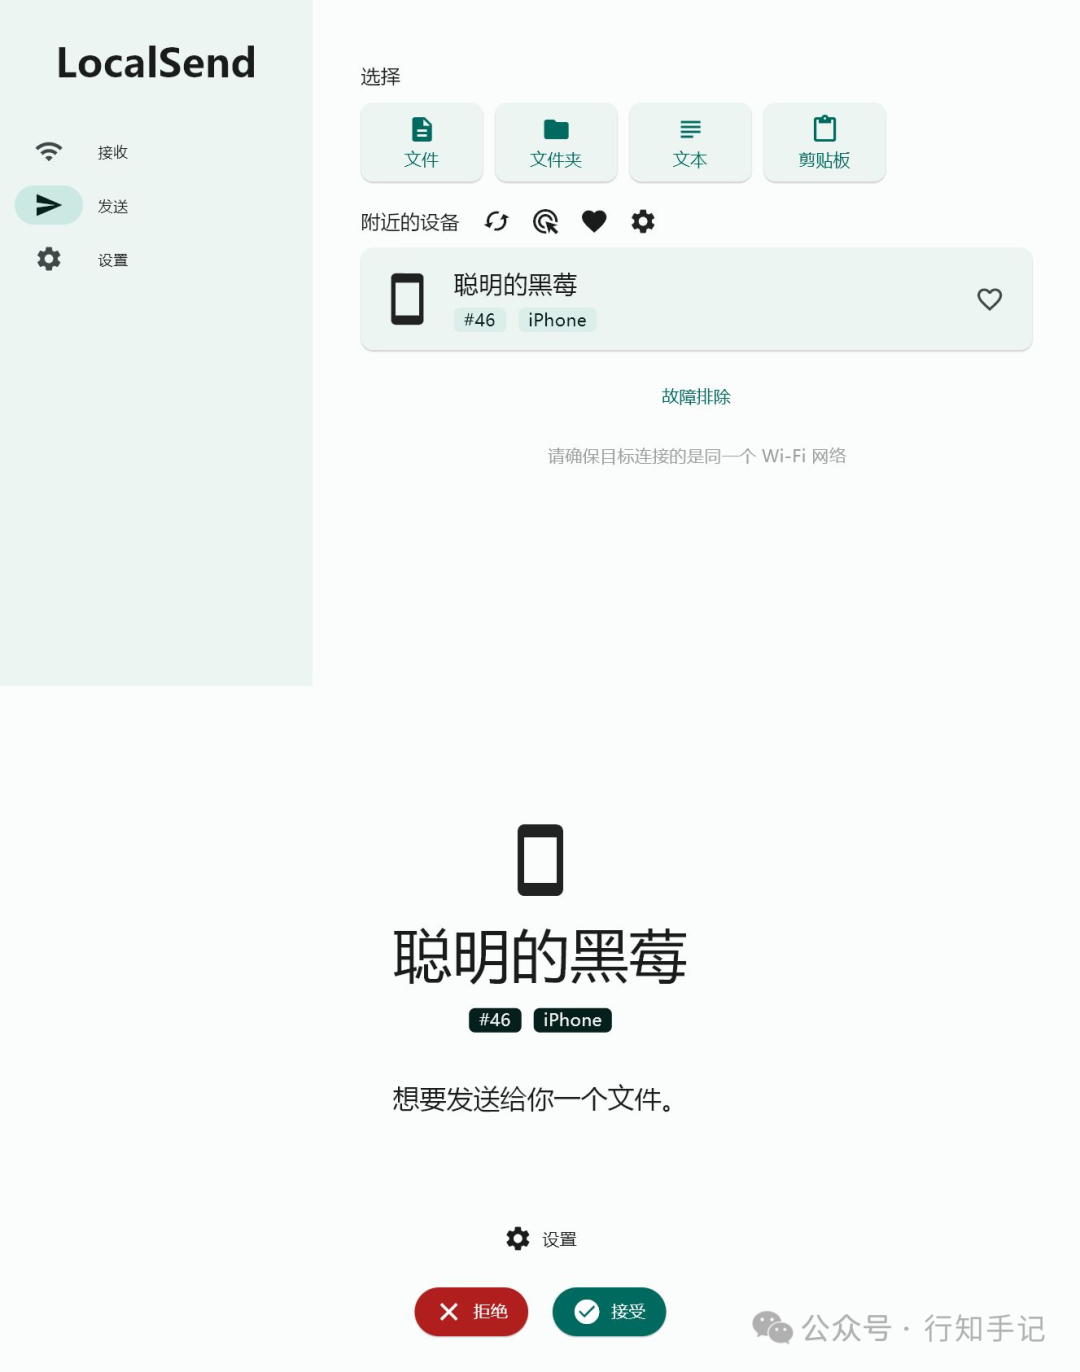 LocalSend
接收
发送
设置
选择
文件
文件夹
文本
剪贴板
附近的设备
聪明的黑莓
#46
iPhone
故障排除
请确保目标连接的是同一个 Wi-Fi 网络
聪明的黑莓
#46
iPhone
想要发送给你一个文件。
设置
拒绝
接受
公众号 · 行知手记